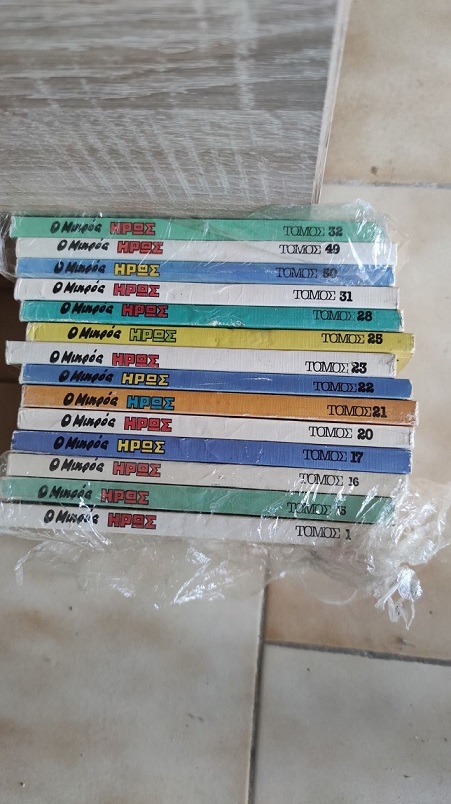 Ο Μικρός ΗΡΩΣ ΤΟΜΟΣ 32
Ο Μικρός ΗΡΩΣ ΤΟΜΟΣ 49
Ο Μικρός ΗΡΩΣ ΤΟΜΟΣ 50
Ο Μικρός ΗΡΩΣ ΤΟΜΟΣ 31
Ο Μικρός ΗΡΩΣ ΤΟΜΟΣ 28
Ο Μικρός ΗΡΩΣ ΤΟΜΟΣ 25
Ο Μικρός ΗΡΩΣ ΤΟΜΟΣ 23
Ο Μικρός ΗΡΩΣ ΤΟΜΟΣ 22
Ο Μικρός ΗΡΩΣ ΤΟΜΟΣ 21
Ο Μικρός ΗΡΩΣ ΤΟΜΟΣ 20
Ο Μικρός ΗΡΩΣ ΤΟΜΟΣ 17
Ο Μικρός ΗΡΩΣ ΤΟΜΟΣ 16
Ο Μικρός ΗΡΩΣ ΤΟΜΟΣ
Ο Μικρός ΗΡΩΣ ΤΟΜΟΣ 1